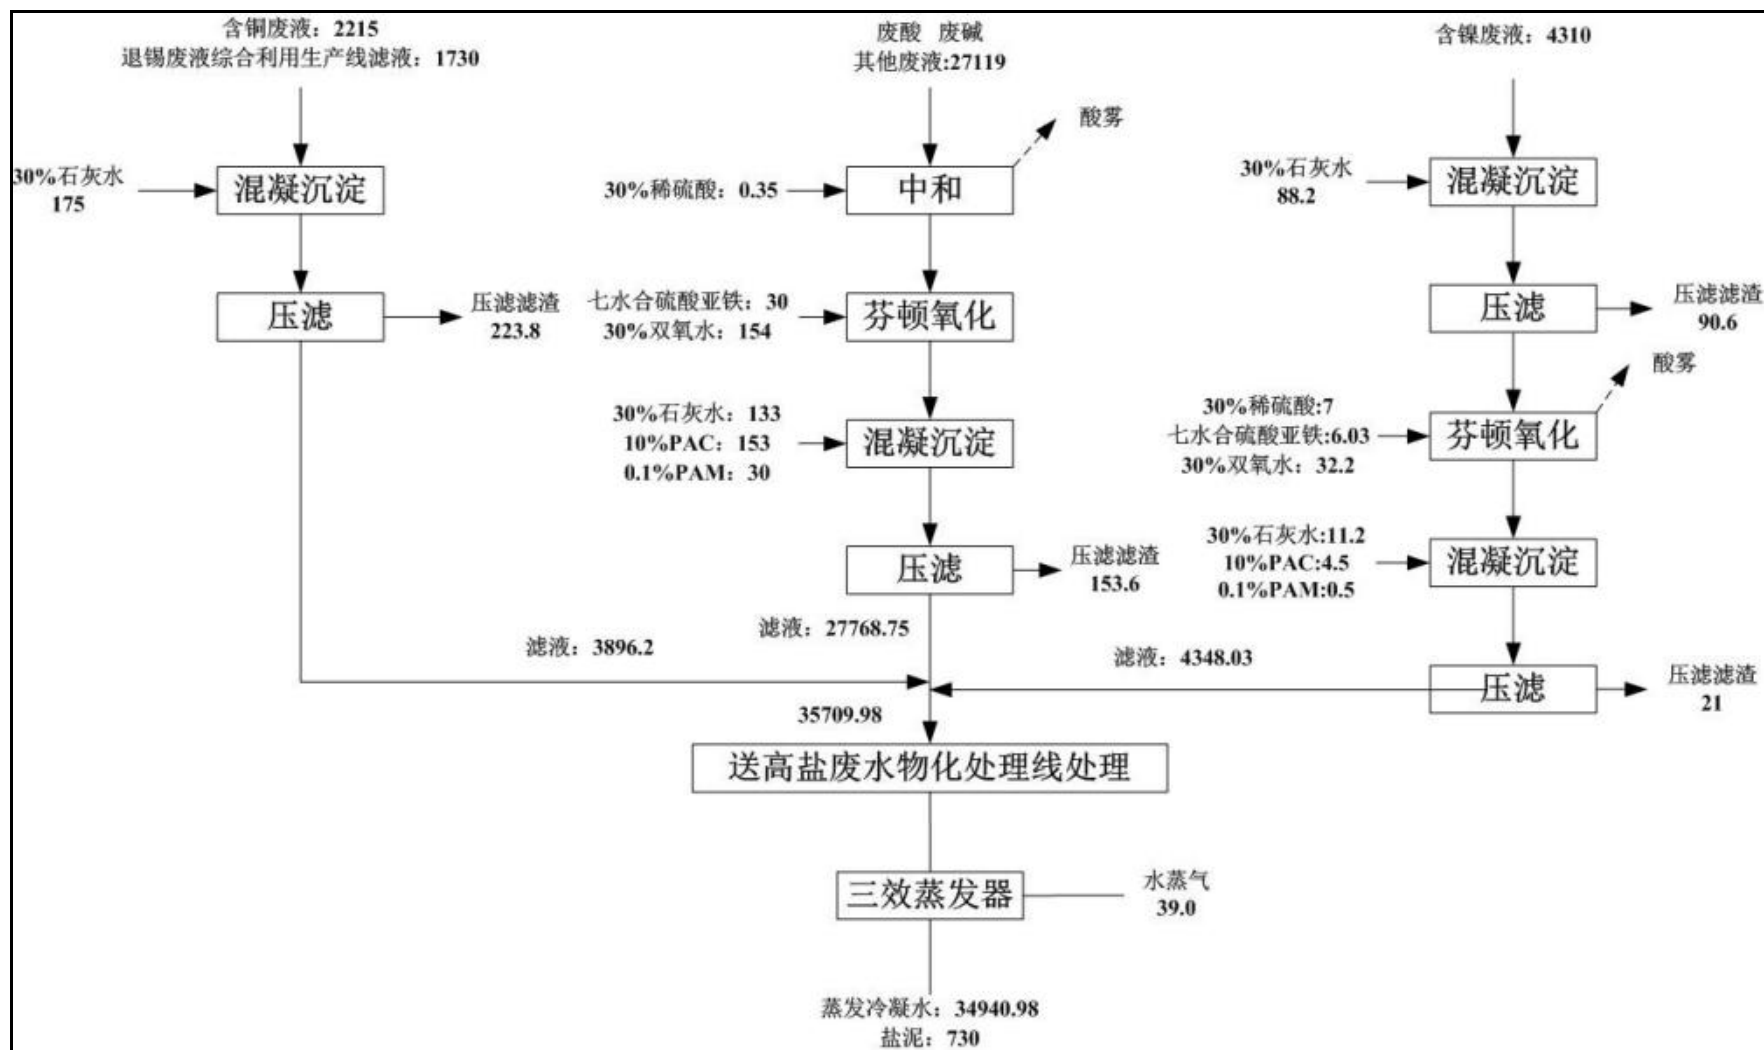 含铜废液：2215
退锡废液综合利用生产线滤液：1730
30%石灰水
175
混凝沉淀
压滤
压滤滤渣
223.8
滤液：3896.2
废酸 废碱
其他废液:27119
酸雾
30%稀硫酸：0.35
中和
七水合硫酸亚铁：30
30%双氧水：154
芬顿氧化
30%石灰水：133
10%PAC：153
0.1%PAM：30
混凝沉淀
压滤
压滤滤渣
153.6
滤液：27768.75
含镍废液：4310
30%石灰水
88.2
混凝沉淀
压滤
压滤滤渣
90.6
酸雾
30%稀硫酸:7
七水合硫酸亚铁:6.03
30%双氧水：32.2
芬顿氧化
30%石灰水:11.2
10%PAC:4.5
0.1%PAM:0.5
混凝沉淀
滤液：4348.03
压滤
压滤滤渣
21
35709.98
送高盐废水物化处理线处理
三效蒸发器
水蒸气
39.0
蒸发冷凝水：34940.98
盐泥：730